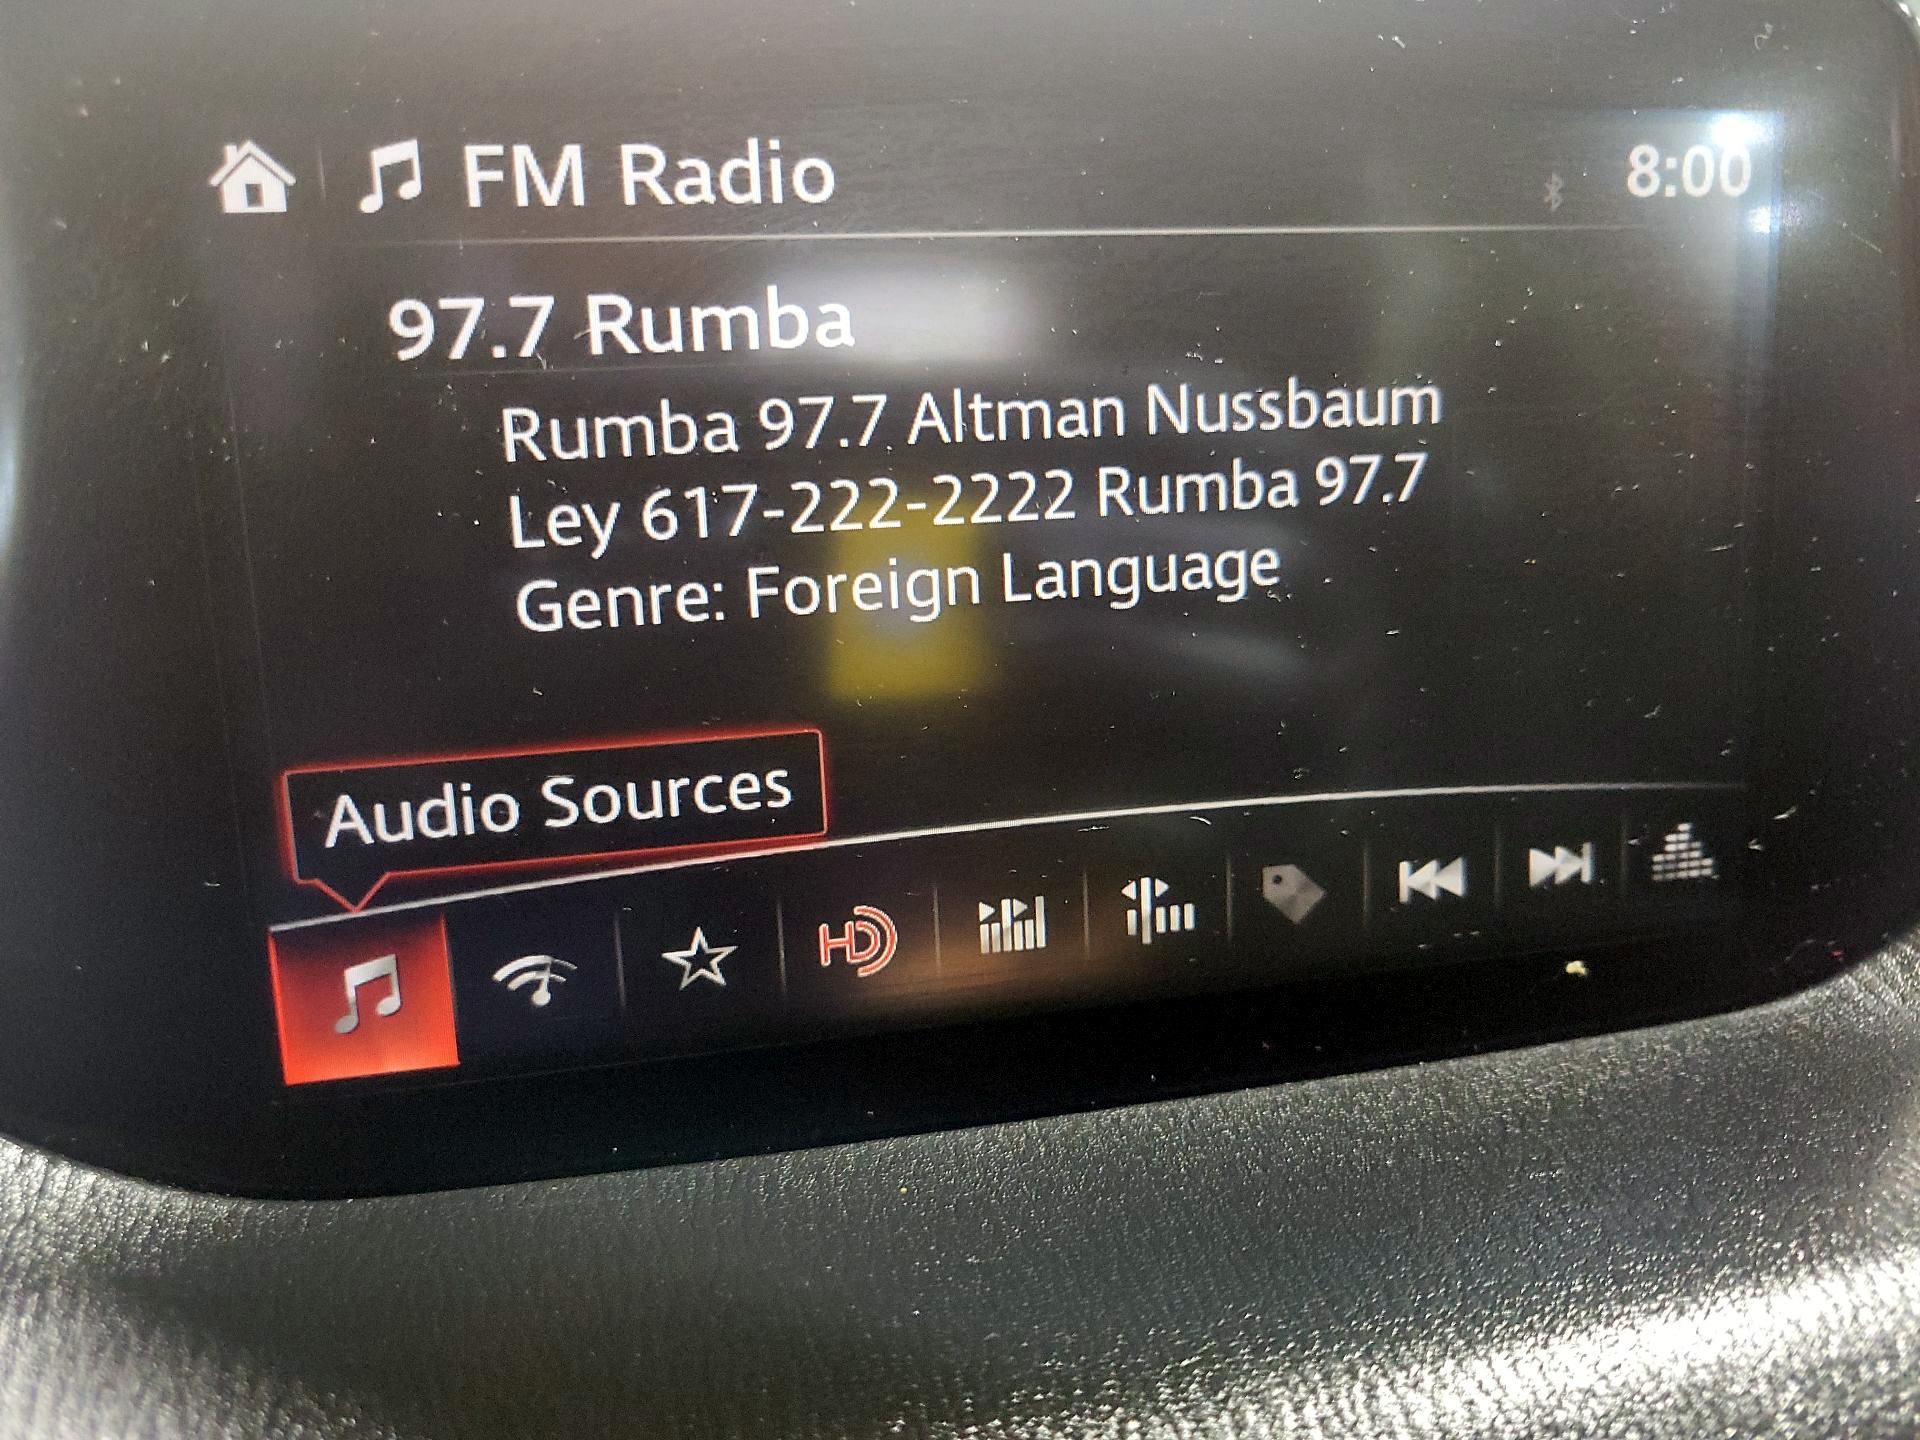 FM Radio
8:00
97.7 Rumba
Rumba 97.7 Altman Nussbaum
Ley 617-222-2222 Rumba 97.7
Genre: Foreign Language
Audio Sources
HD